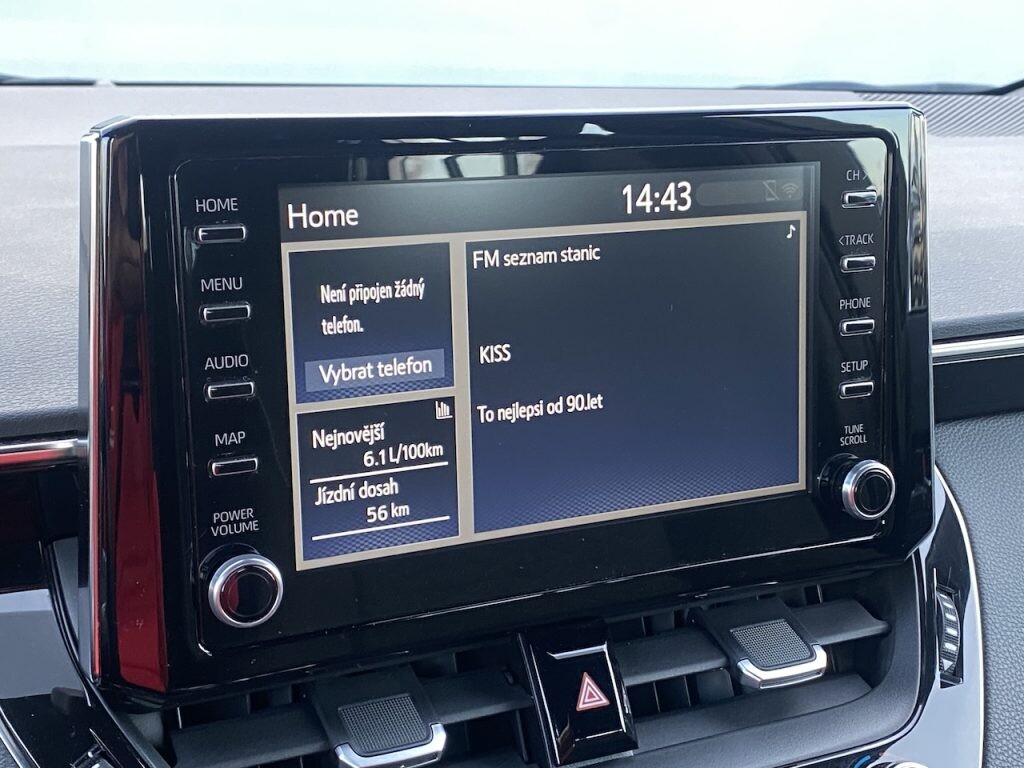 HOME
MENU
AUDIO
MAP
POWER
VOLUME
Home
14:43
Není připojen žádný
telefon.
Vybrat telefon
Nejnovější
6.1 L/100km
Jízdní dosah
56 km
FM seznam stanic
KISS
To nejlepsi od 90.let
CH >
<TRACK
PHONE
SETUP
TUNE
SCROLL